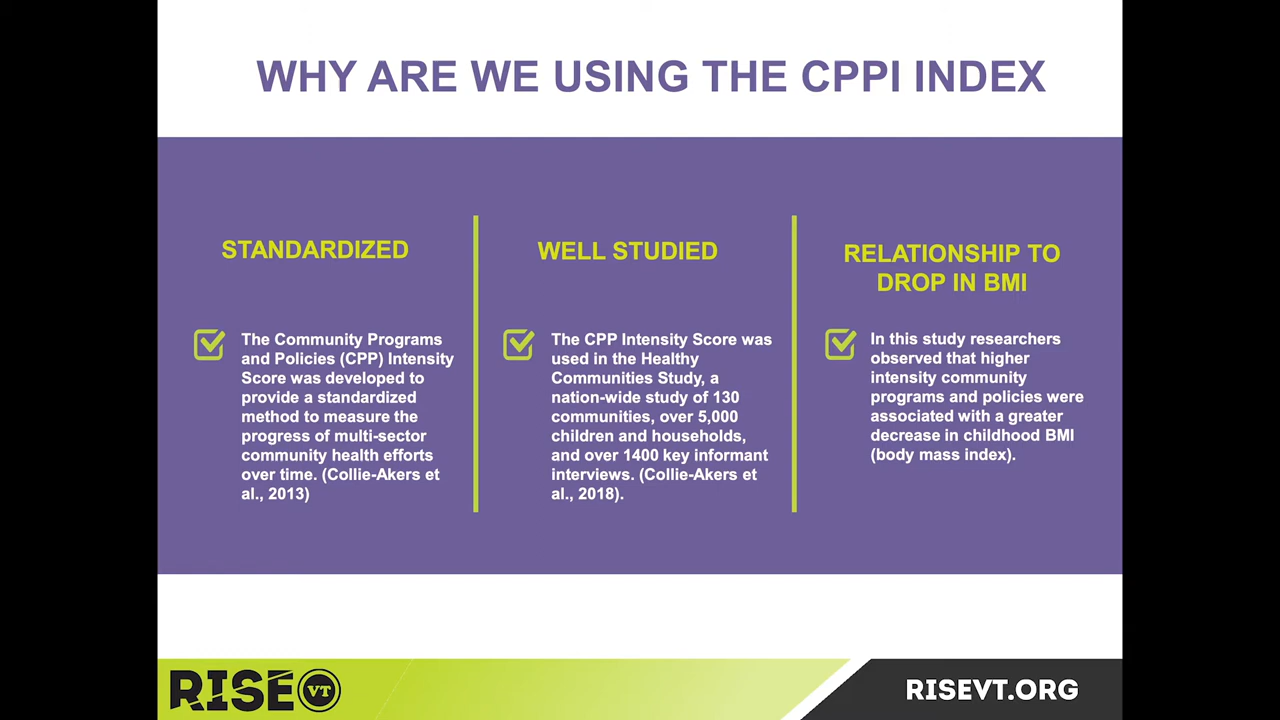 WHY ARE WE USING THE CPPI INDEX
STANDARDIZED
The Community Programs
and Policies (CPP) Intensity
Score was developed to
provide a standardized
method to measure the
progress of multi-sector
community health efforts
over time. (Collie-Akers et
al., 2013)
WELL STUDIED
The CPP Intensity Score was
used in the Healthy
Communities Study, a
nation-wide study of 130
communities, over 5,000
children and households,
and over 1400 key informant
interviews. (Collie-Akers et
al., 2018).
RELATIONSHIP TO
DROP IN BMI
In this study researchers
observed that higher
intensity community
programs and policies were
associated with a greater
decrease in childhood BMI
(body mass index).
RISE VT
RISEVT.ORG